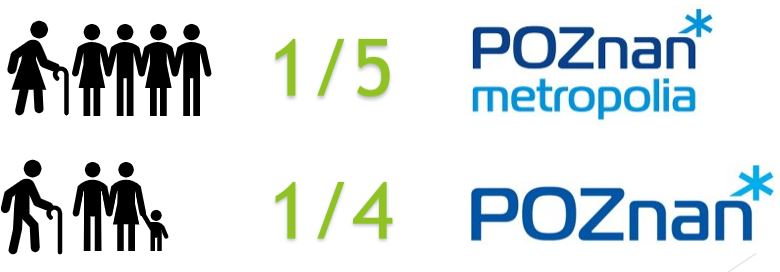 1/5
POZnan*
metropolia
1/4
POZnan*